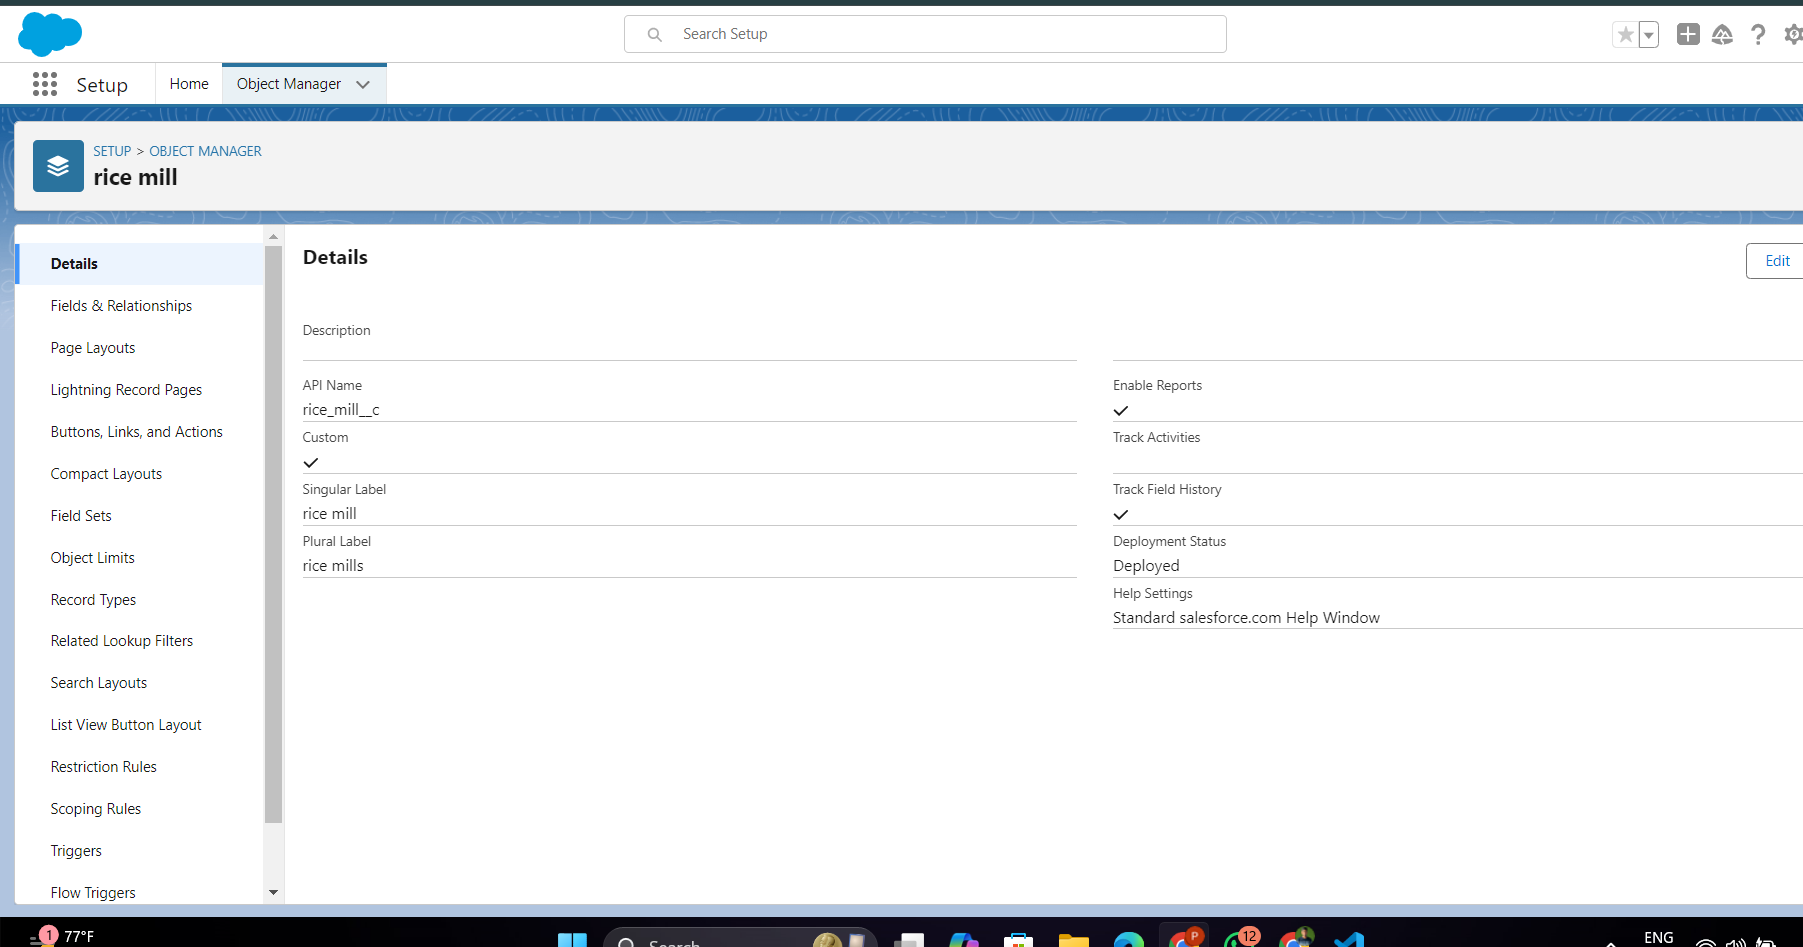 Search Setup
Setup
Home
Object Manager
SETUP > OBJECT MANAGER
rice mill
Details
Fields & Relationships
Page Layouts
Lightning Record Pages
Buttons, Links, and Actions
Compact Layouts
Field Sets
Object Limits
Record Types
Related Lookup Filters
Search Layouts
List View Button Layout
Restriction Rules
Scoping Rules
Triggers
Flow Triggers
Details
Edit
Description
API Name
rice_mill__c
Custom
Singular Label
rice mill
Plural Label
rice mills
Enable Reports
Track Activities
Track Field History
Deployment Status
Deployed
Help Settings
Standard salesforce.com Help Window
1
77°F
Search
P
12
ENG